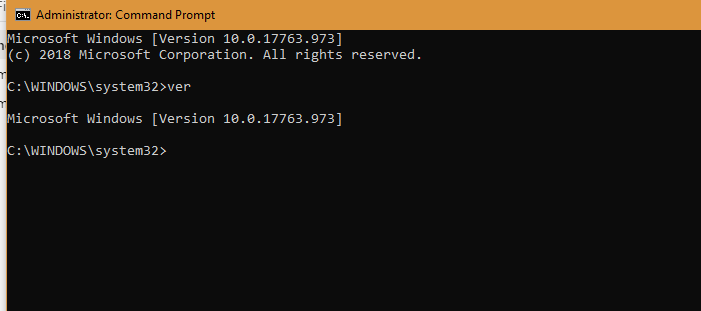 Administrator: Command Prompt
Microsoft Windows [Version 10.0.17763.973]
(c) 2018 Microsoft Corporation. All rights reserved.
C:\WINDOWS\system32>ver
Microsoft Windows [Version 10.0.17763.973]
C:\WINDOWS\system32>